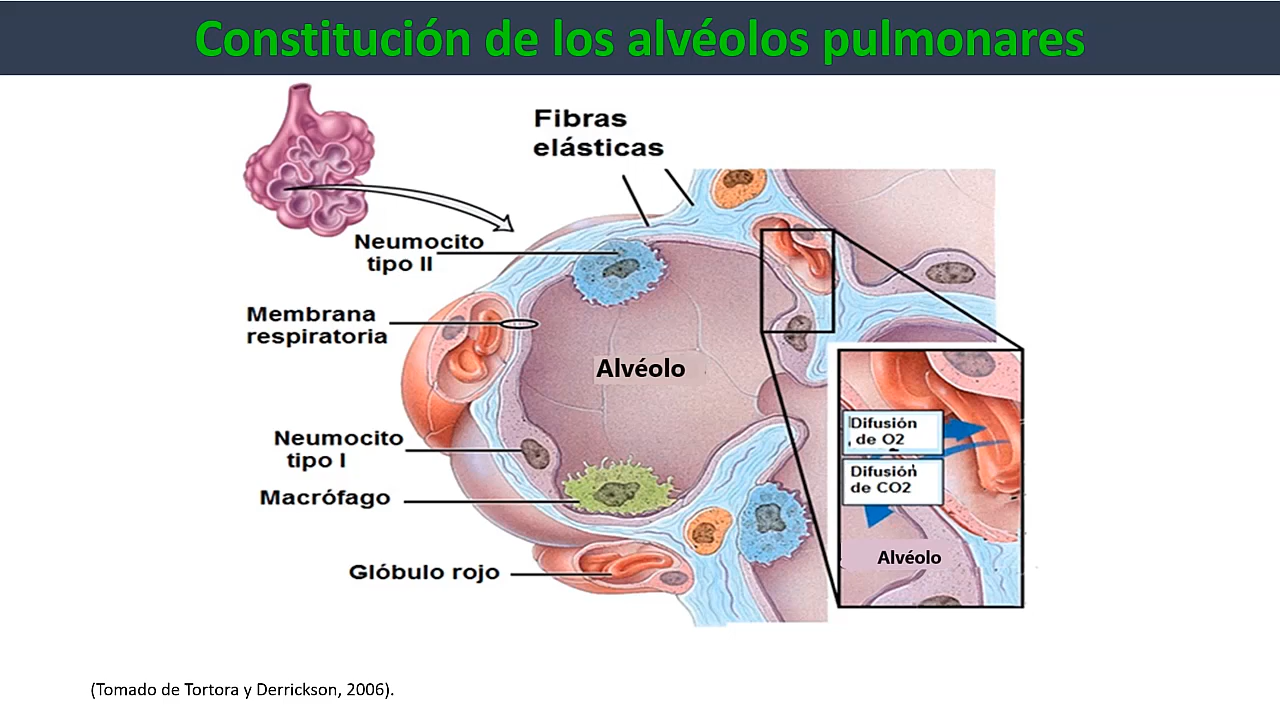 Constitución de los alvéolos pulmonares
Fibras
elásticas
Neumocito
tipo II
Membrana
respiratoria
Alvéolo
Neumocito
tipo I
Macrófago
Glóbulo rojo
Difusión
de O2
Difusión
de CO2
Alvéolo
(Tomado de Tortora y Derrickson, 2006).